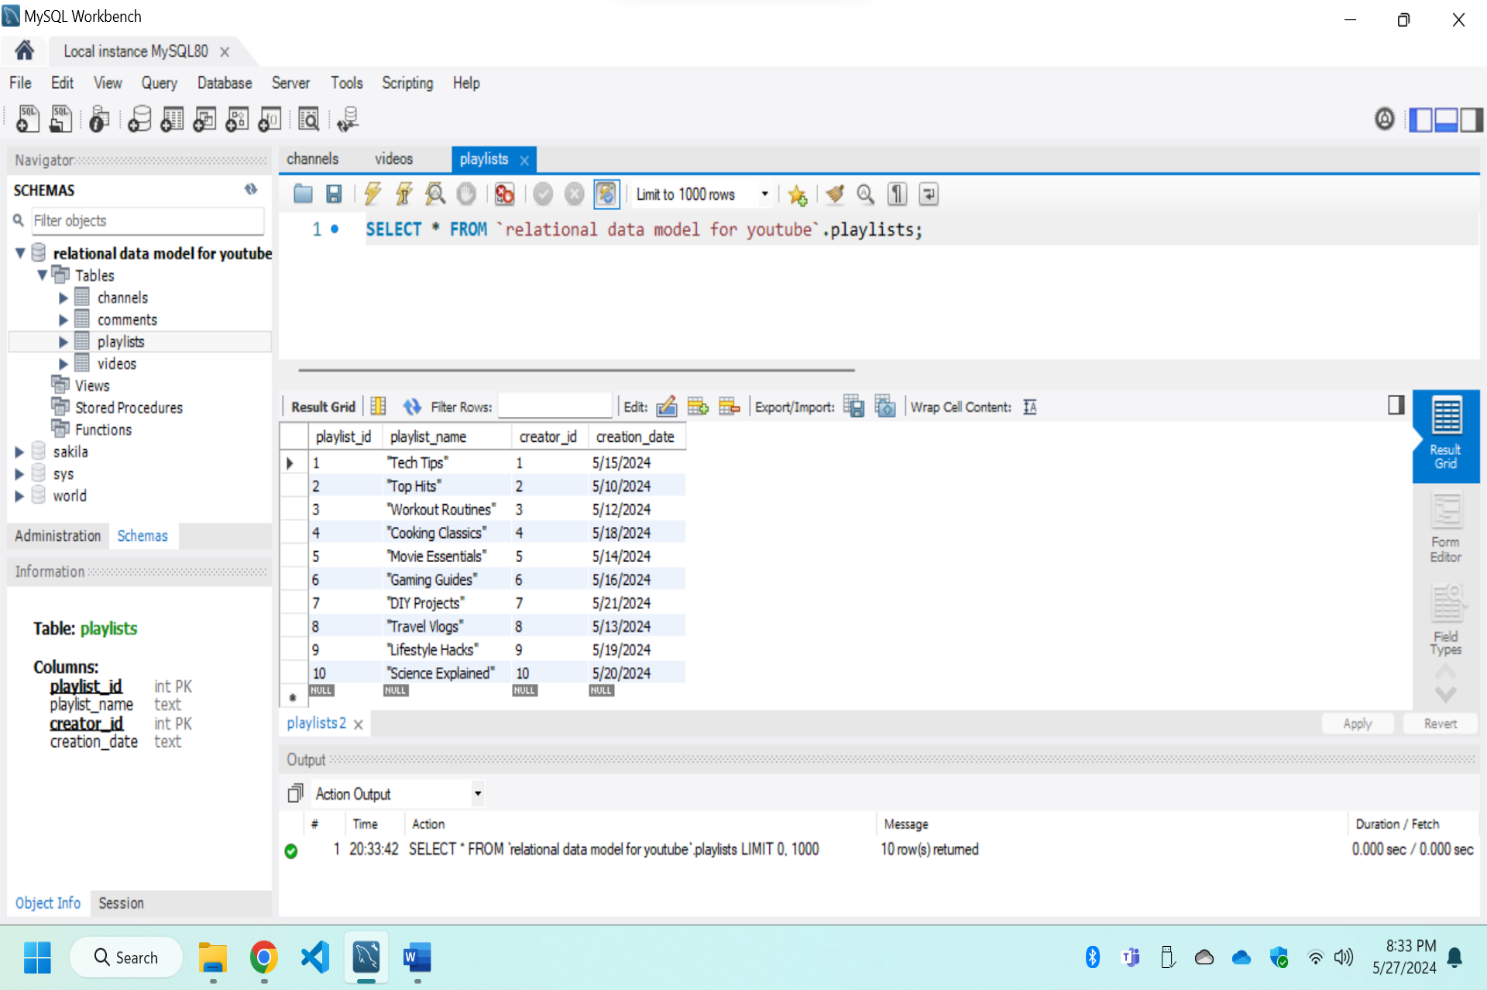 MySQL Workbench
Local instance MySQL80
File Edit View Query Database Server Tools Scripting Help
Navigator
SCHEMAS
Filter objects
relational data model for youtube
Tables
channels
comments
playlists
videos
Views
Stored Procedures
Functions
sakila
sys
world
Administration Schemas
Information
Table: playlists
Columns:
playlist_id int PK
playlist_name text
creator_id int PK
creation_date text
Object Info Session
channels videos playlists
Limit to 1000 rows
1 SELECT * FROM `relational data model for youtube`.playlists;
Result Grid Filter Rows: Edit: Export/Import: Wrap Cell Content:
playlist_id playlist_name creator_id creation_date
1 "Tech Tips" 1 5/15/2024
2 "Top Hits" 2 5/10/2024
3 "Workout Routines" 3 5/12/2024
4 "Cooking Classics" 4 5/18/2024
5 "Movie Essentials" 5 5/14/2024
6 "Gaming Guides" 6 5/16/2024
7 "DIY Projects" 7 5/21/2024
8 "Travel Vlogs" 8 5/13/2024
9 "Lifestyle Hacks" 9 5/19/2024
10 "Science Explained" 10 5/20/2024
NULL NULL NULL NULL
Result
Grid
Form
Editor
Field
Types
playlists 2 Apply Revert
Output
Action Output
# Time Action Message Duration / Fetch
1 20:33:42 SELECT * FROM `relational data model for youtube`.playlists LIMIT 0, 1000 10 row(s) returned 0.000 sec / 0.000 sec
Search
8:33 PM
5/27/2024